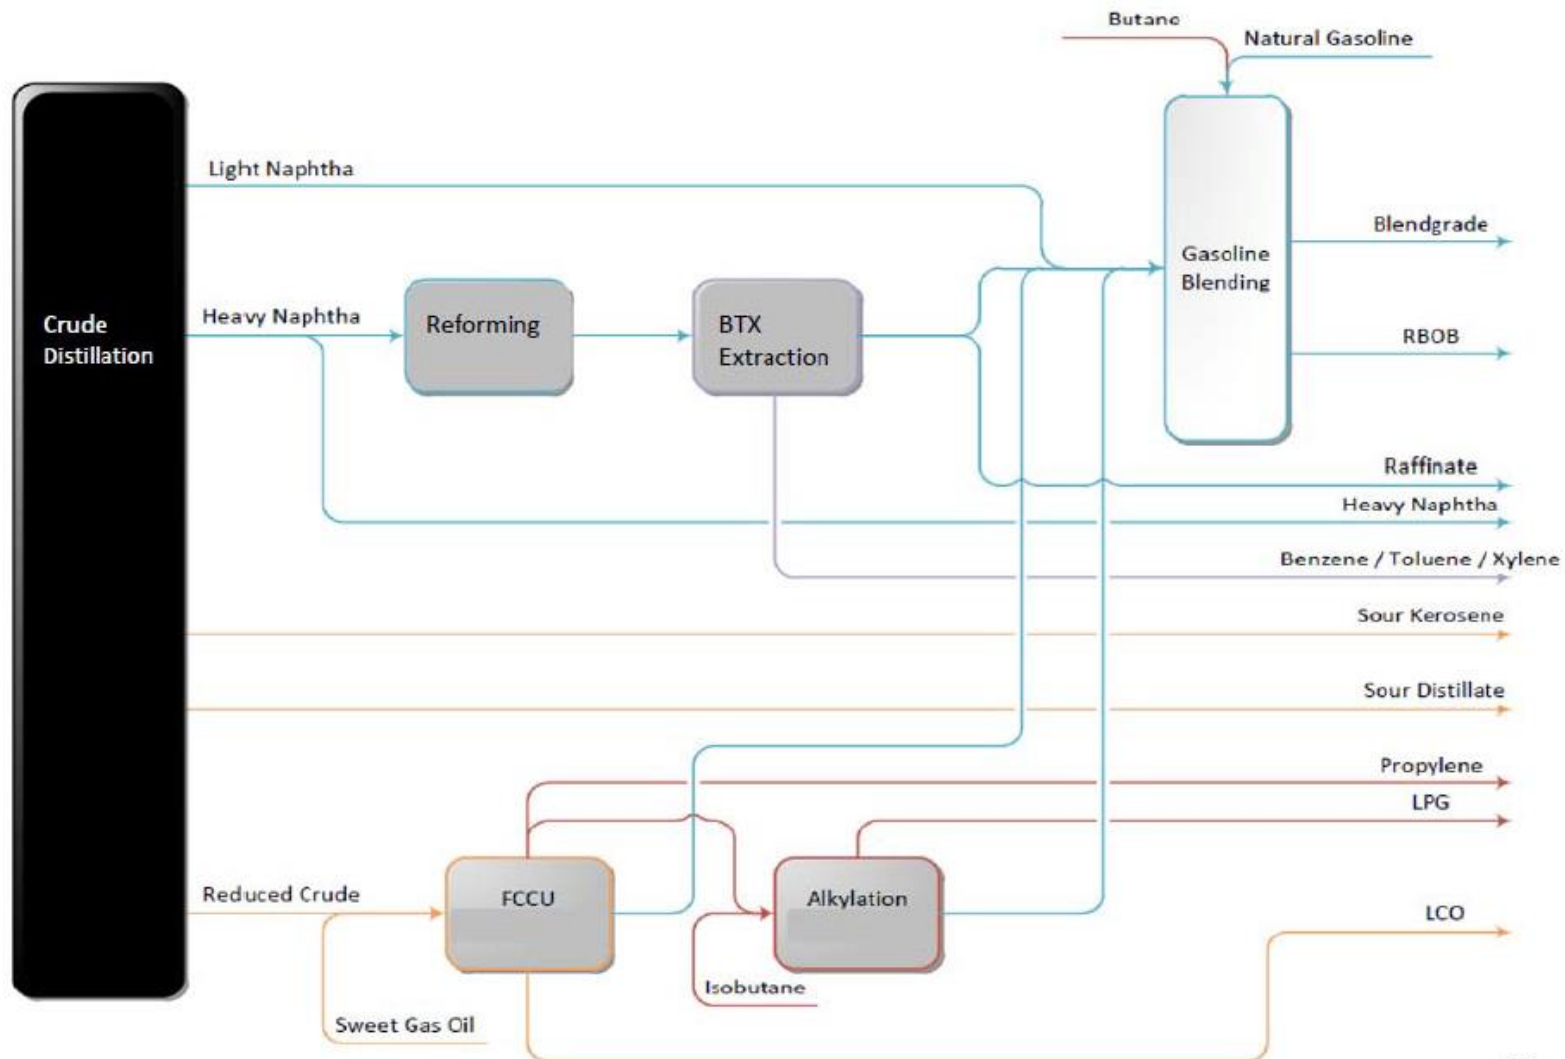 Butane
Natural Gasoline
Light Naphtha
Blendgrade
Gasoline
Blending
Crude
Distillation
Heavy Naphtha
Reforming
BTX
Extraction
RBOB
Raffinate
Heavy Naphtha
Benzene / Toluene / Xylene
Sour Kerosene
Sour Distillate
Propylene
LPG
Reduced Crude
FCCU
Alkylation
LCO
Isobutane
Sweet Gas Oil